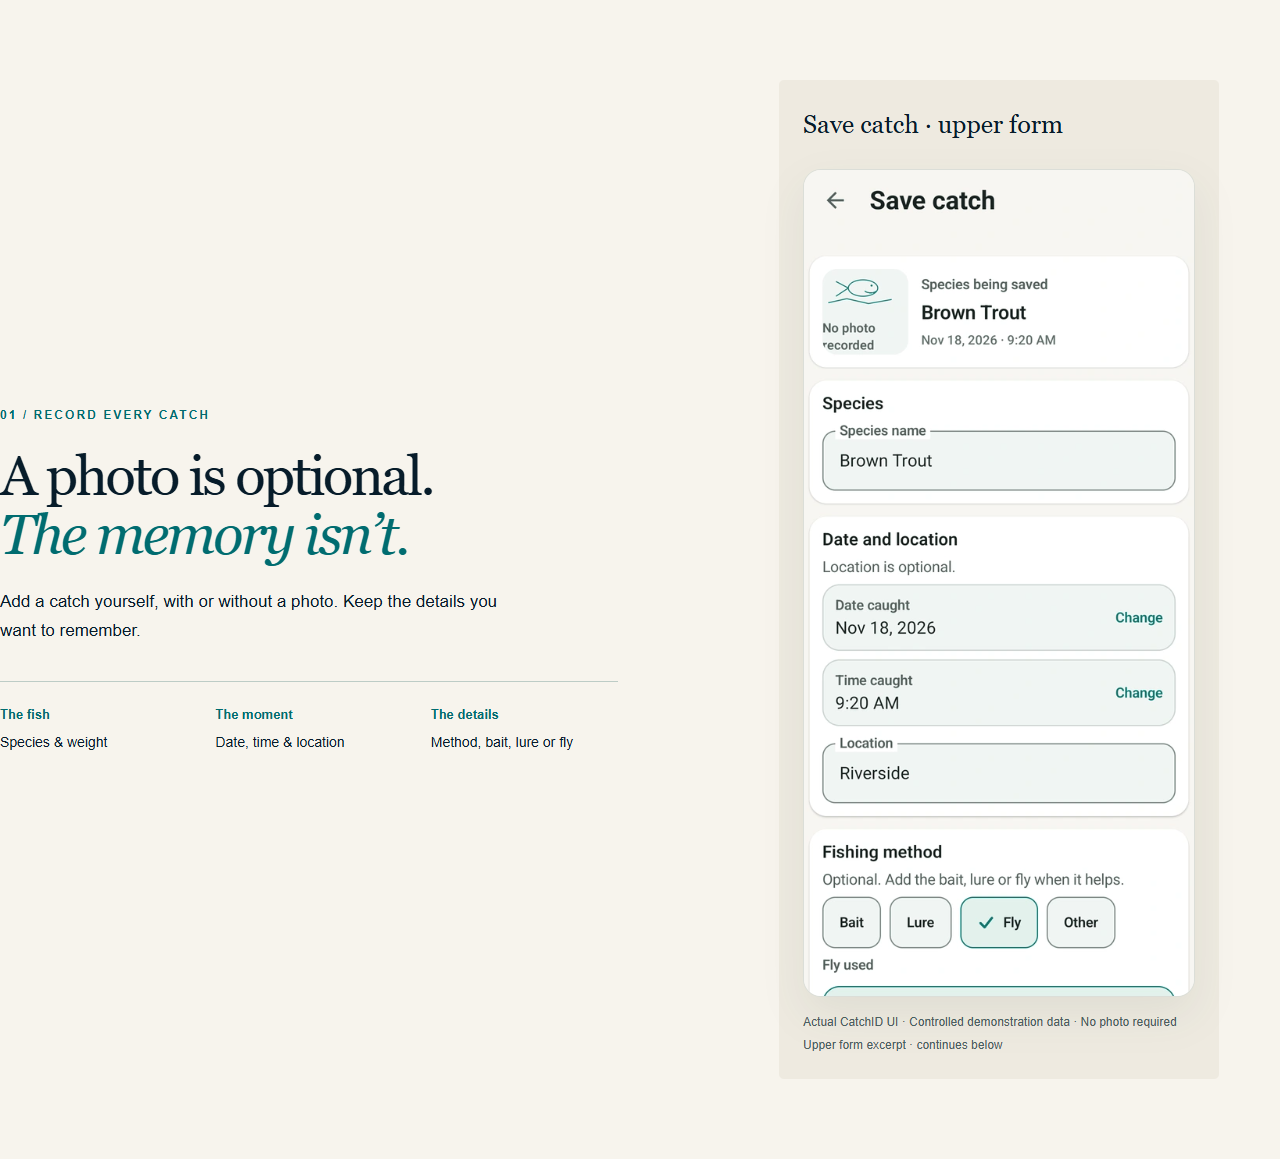 01 / RECORD EVERY CATCH
A photo is optional.
The memory isn’t.
Add a catch yourself, with or without a photo. Keep the details you
want to remember.
The fish
Species & weight
The moment
Date, time & location
The details
Method, bait, lure or fly
Save catch · upper form
Save catch
No photo
recorded
Species being saved
Brown Trout
Nov 18, 2026 · 9:20 AM
Species
Species name
Brown Trout
Date and location
Location is optional.
Date caught
Nov 18, 2026
Change
Time caught
9:20 AM
Change
Location
Riverside
Fishing method
Optional. Add the bait, lure or fly when it helps.
Bait
Lure
Fly
Other
Fly used
Actual CatchID UI · Controlled demonstration data · No photo required
Upper form excerpt · continues below